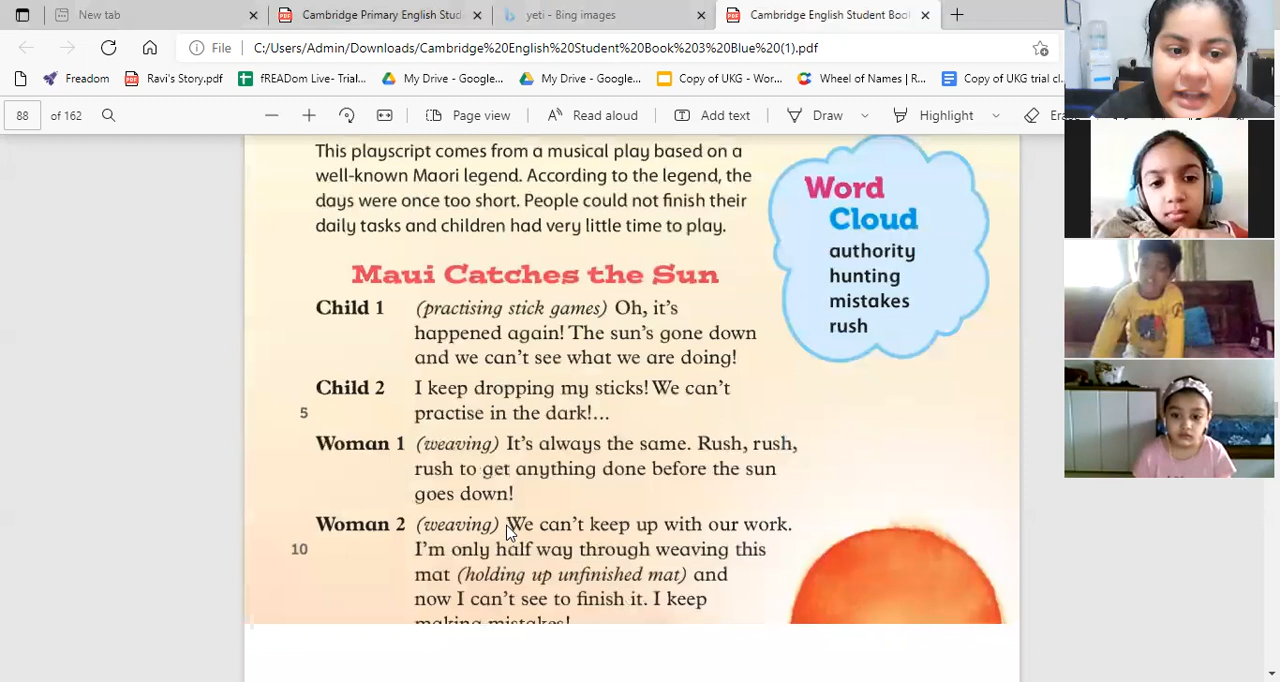 New tab
Cambridge Primary English Stud
yeti - Bing images
Cambridge English Student Boo
File
C:/Users/Admin/Downloads/Cambridge%20English%20Student%20Book%203%20Blue%20(1).pdf
Freadom
Ravi's Story.pdf
fREADom Live- Trial...
My Drive - Google...
My Drive - Google...
Copy of UKG - Wor...
Wheel of Names | R...
Copy of UKG trial cl
88 of 162
Page view
Read aloud
Add text
Draw
Highlight
Era
This playscript comes from a musical play based on a
well-known Maori legend. According to the legend, the
days were once too short. People could not finish their
daily tasks and children had very little time to play.
Word
Cloud
authority
hunting
mistakes
rush
Maui Catches the Sun
Child 1 (practising stick games) Oh, it's
happened again! The sun's gone down
and we can't see what we are doing!
Child 2 I keep dropping my sticks! We can't
5 practise in the dark!...
Woman 1 (weaving) It's always the same. Rush, rush,
rush to get anything done before the sun
goes down!
Woman 2 (weaving) We can't keep up with our work.
10 I'm only half way through weaving this
mat (holding up unfinished mat) and
now I can't see to finish it. I keep
making mistakes!